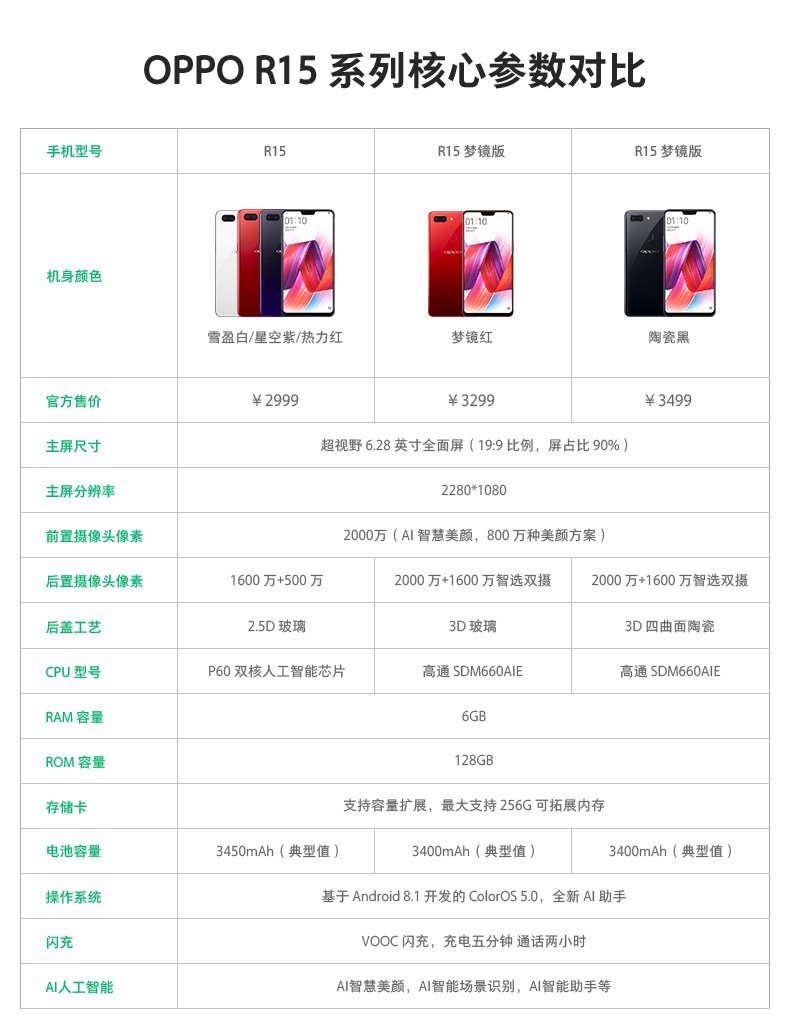 OPPO R15 系列核心参数对比
手机型号 R15 R15 梦镜版 R15 梦镜版
机身颜色
01:10 01:10 01:10
oppo oppo
雪盈白/星空紫/热力红 梦镜红 陶瓷黑
官方售价 ¥ 2999 ¥ 3299 ¥ 3499
主屏尺寸 超视野 6.28 英寸全面屏（19:9 比例，屏占比 90%）
主屏分辨率 2280*1080
前置摄像头像素 2000万（AI 智慧美颜，800 万种美颜方案）
后置摄像头像素 1600 万+500 万 2000 万+1600 万智选双摄 2000 万+1600 万智选双摄
后盖工艺 2.5D 玻璃 3D 玻璃 3D 四曲面陶瓷
CPU 型号 P60 双核人工智能芯片 高通 SDM660AIE 高通 SDM660AIE
RAM 容量 6GB
ROM 容量 128GB
存储卡 支持容量扩展，最大支持 256G 可拓展内存
电池容量 3450mAh（典型值） 3400mAh（典型值） 3400mAh（典型值）
操作系统 基于 Android 8.1 开发的 ColorOS 5.0，全新 AI 助手
闪充 VOOC 闪充，充电五分钟 通话两小时
AI人工智能 AI智慧美颜，AI智能场景识别，AI智能助手等